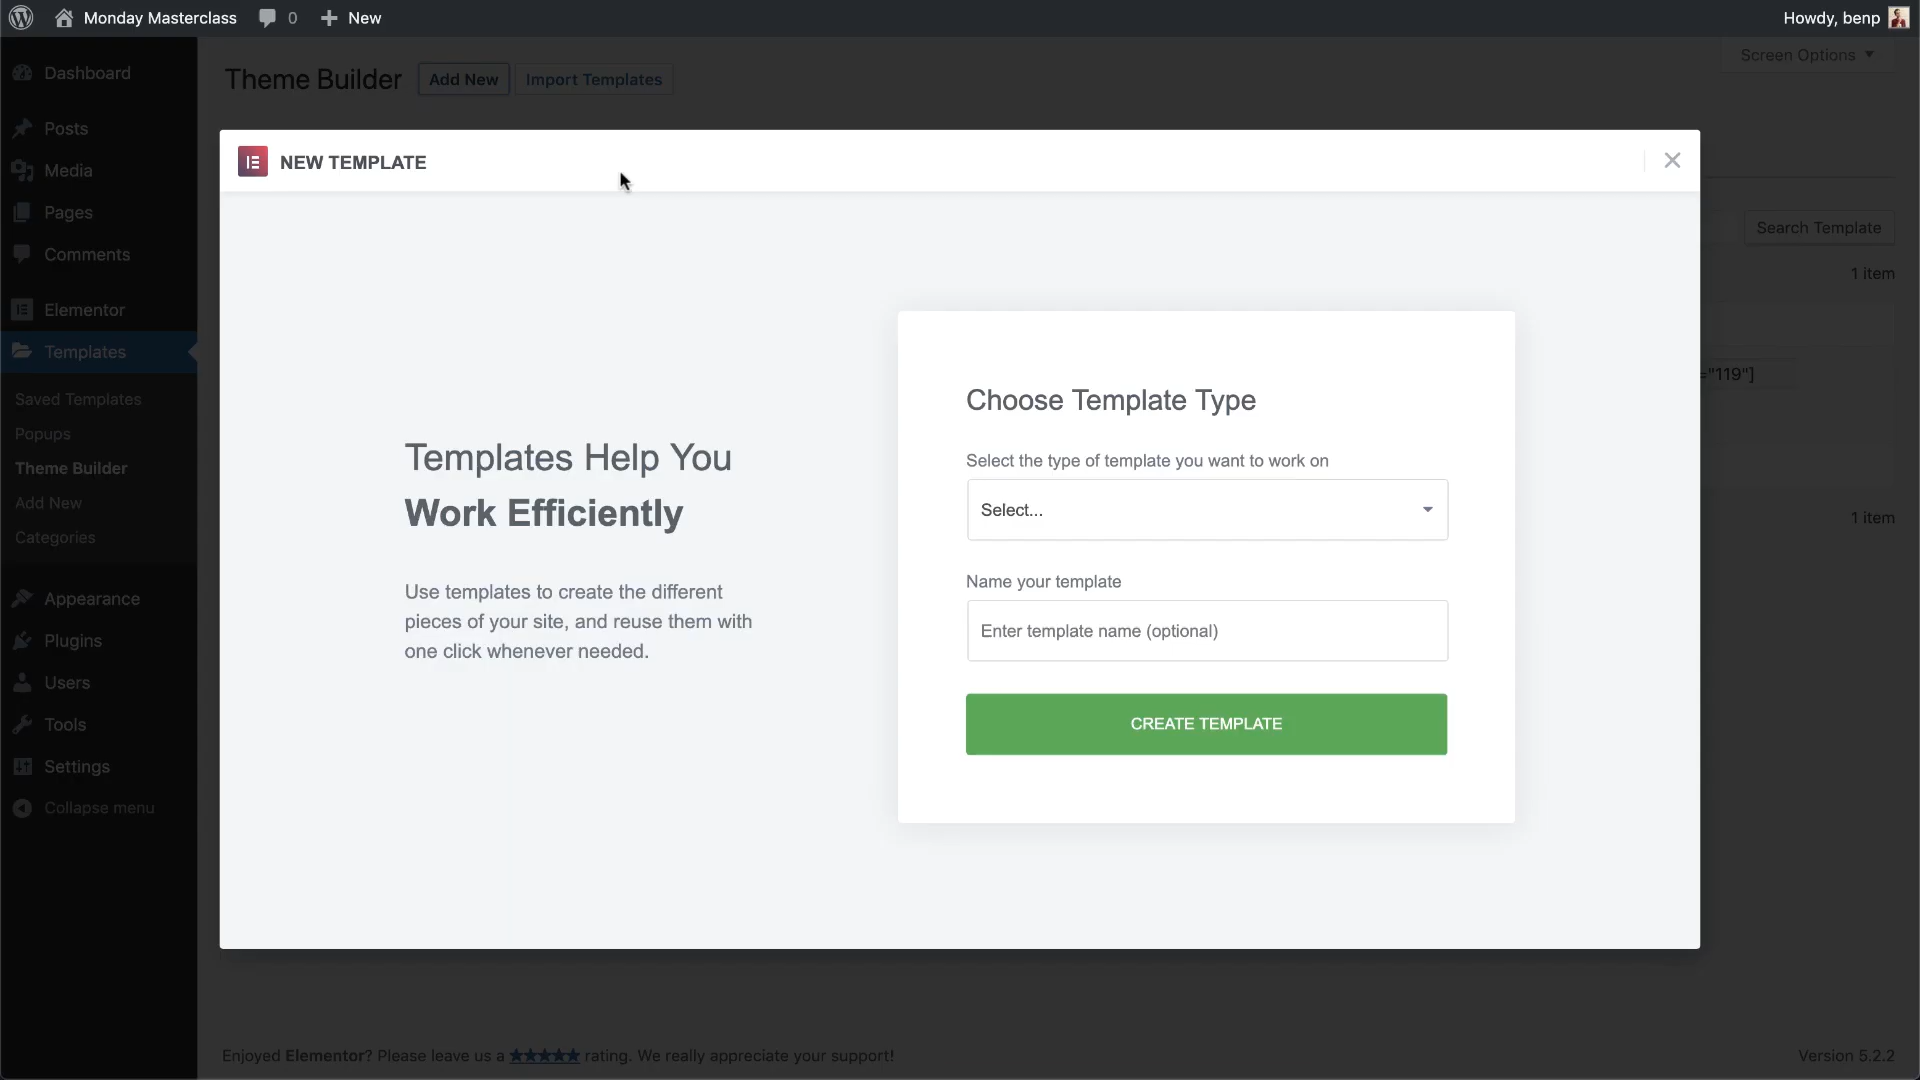 Monday Masterclass
0
New
Howdy, benp
Dashboard
Posts
Media
Pages
Comments
Elementor
Templates
Saved Templates
Popups
Theme Builder
Add New
Categories
Appearance
Plugins
Users
Tools
Settings
Collapse menu
Theme Builder
Add New
Import Templates
Screen Options
NEW TEMPLATE
Search Template
1 item
="119"]
1 item
Templates Help You
Work Efficiently
Use templates to create the different
pieces of your site, and reuse them with
one click whenever needed.
Choose Template Type
Select the type of template you want to work on
Select...
Name your template
Enter template name (optional)
CREATE TEMPLATE
Enjoyed Elementor? Please leave us a ★★★★★ rating. We really appreciate your support!
Version 5.2.2